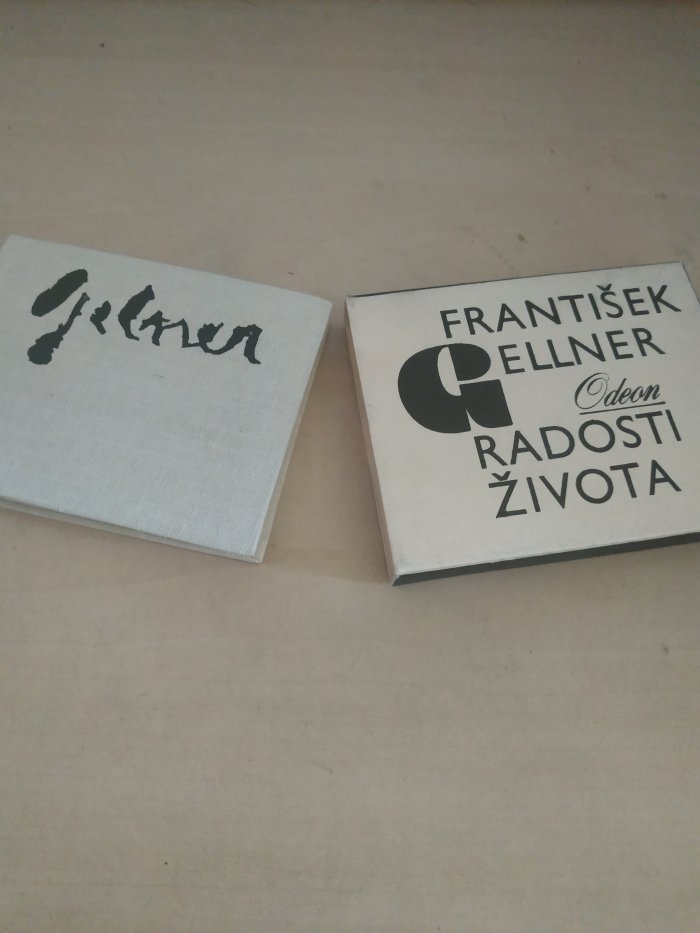 Gellner
FRANTIŠEK
GELLNER
Odeon
RADOSTI
ŽIVOTA